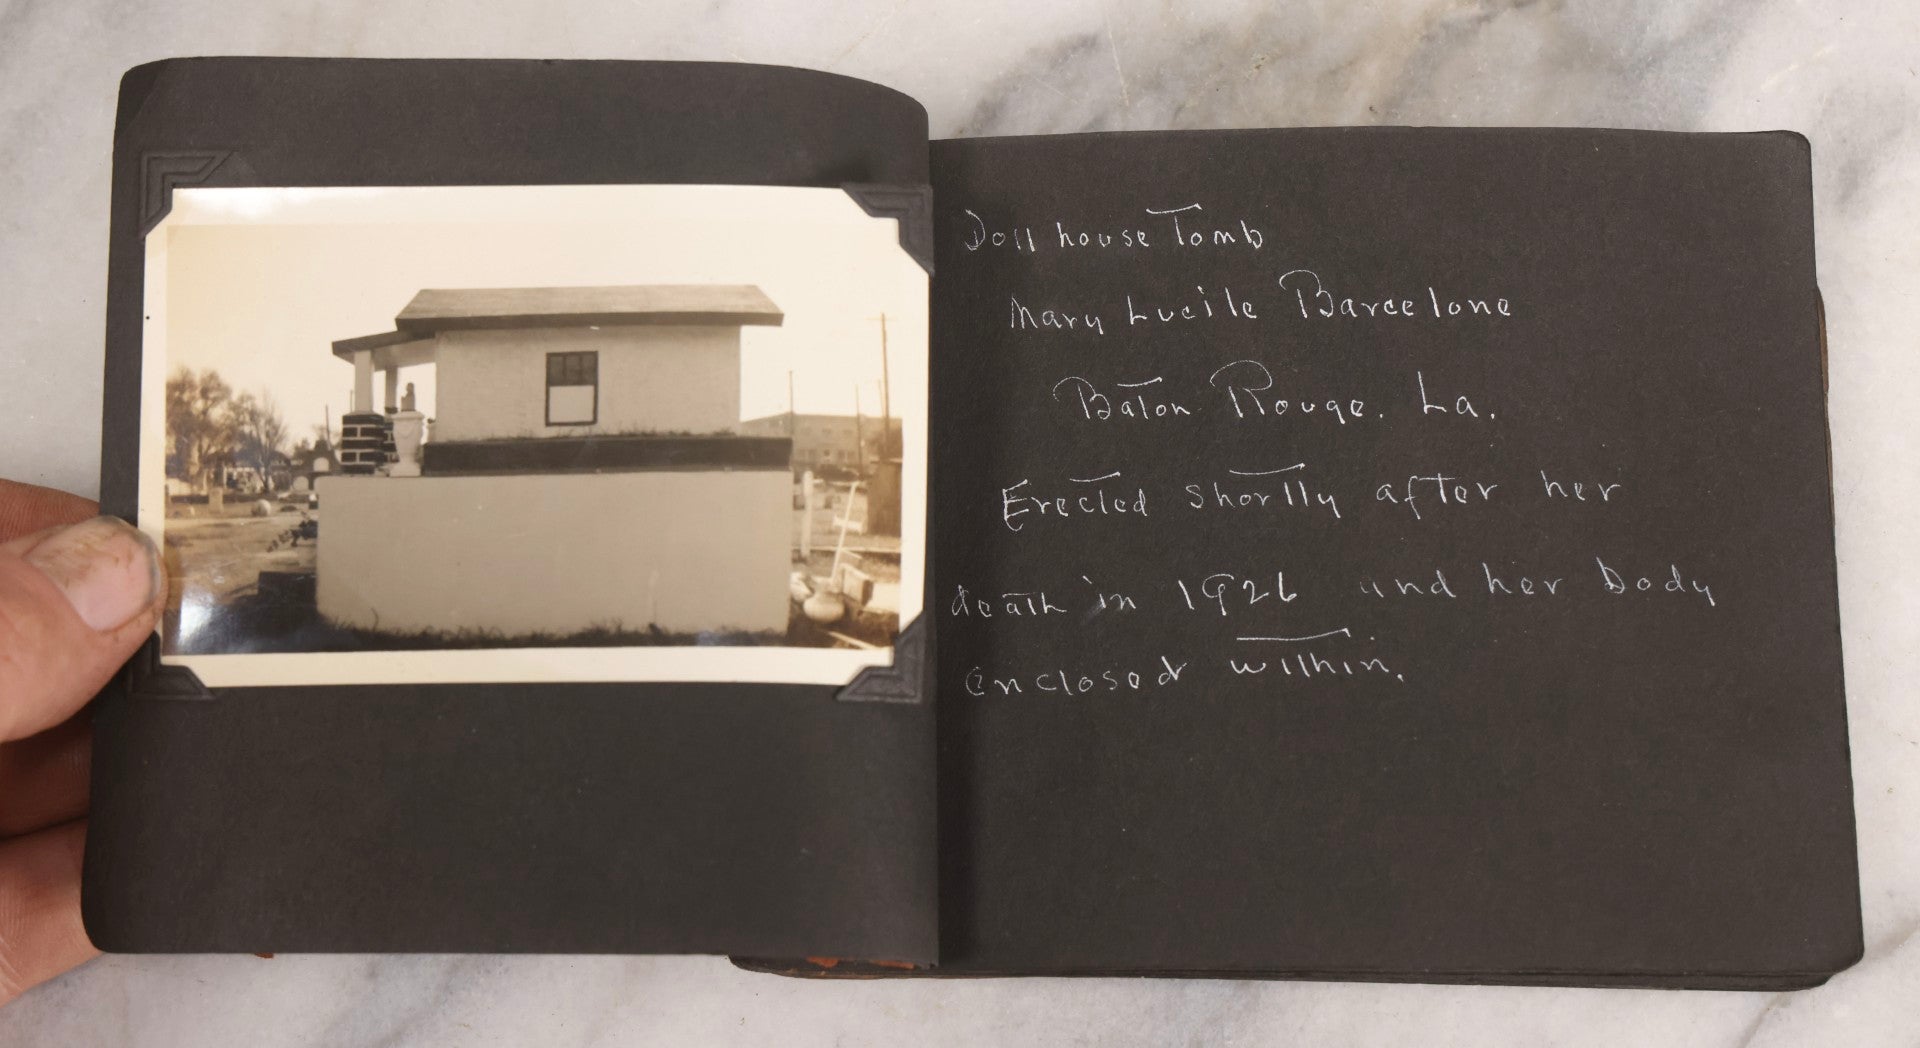 Doll house Tomb
Mary Lucile Barcelone
Baton Rouge. La.
Erected shortly after her
death in 1926 and her body
enclosed within.